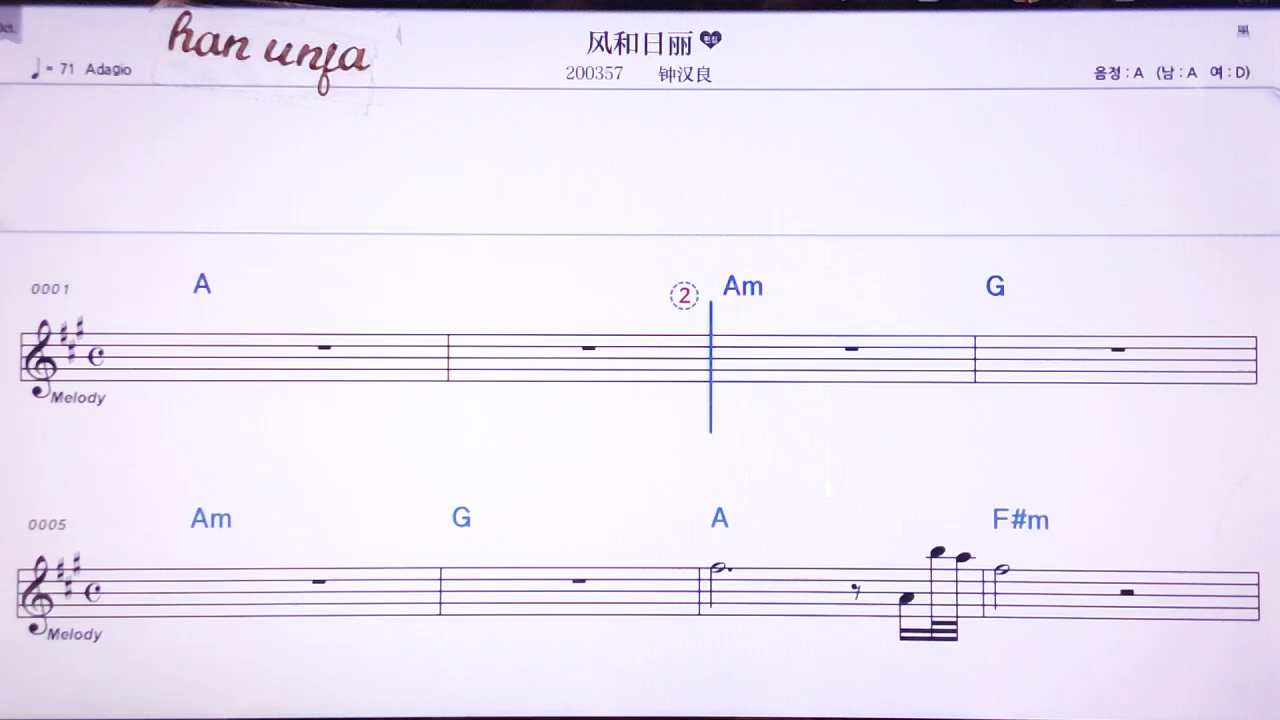 han unja
风和日丽
♩= 71 Adagio
200357 钟汉良
음정 : A (남 : A 여 : D)
0001 A ② Am G
Melody
0005 Am G A F#m
Melody